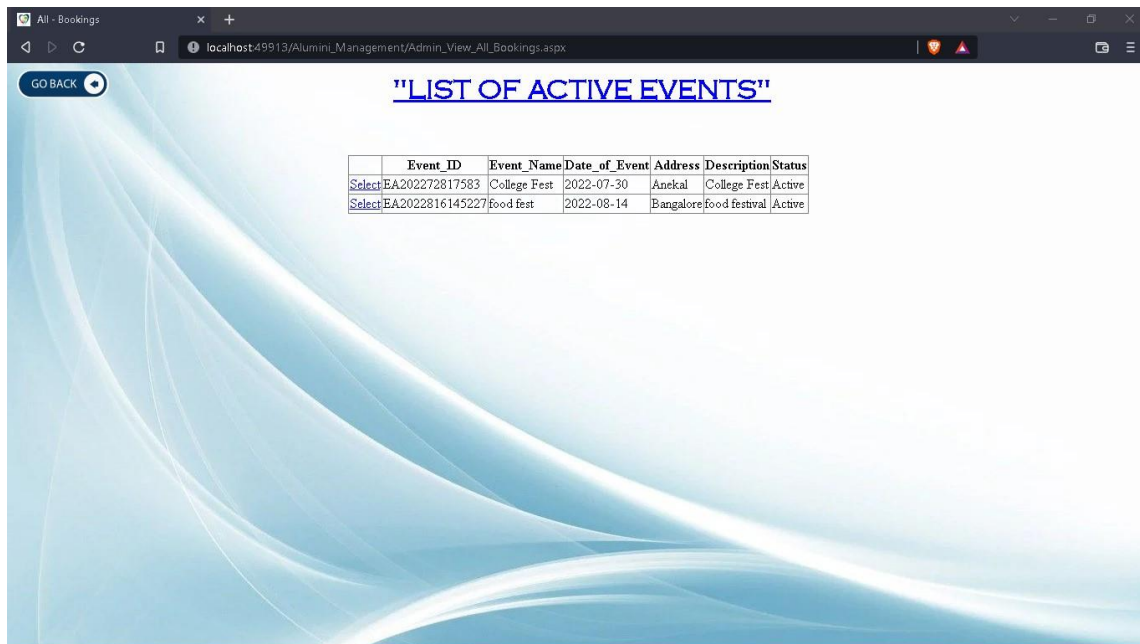 All - Bookings
localhost:49913/Alumini_Management/Admin_View_All_Bookings.aspx
GO BACK
"LIST OF ACTIVE EVENTS"
Event_ID Event_Name Date_of_Event Address Description Status
Select EA202272817583 College Fest 2022-07-30 Anekal College Fest Active
Select EA2022816145227 food fest 2022-08-14 Bangalore food festival Active